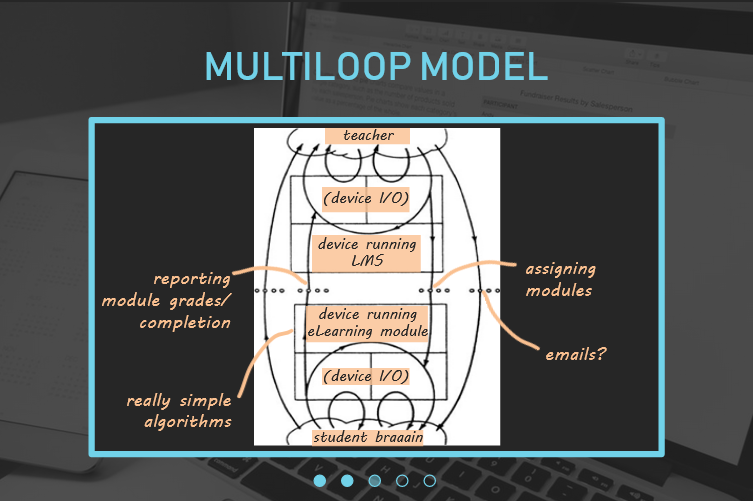 MULTILOOP MODEL
teacher
(device I/O)
device running
LMS
reporting
module grades/
completion
assigning
modules
device running
eLearning module
emails?
(device I/O)
really simple
algorithms
student braaain